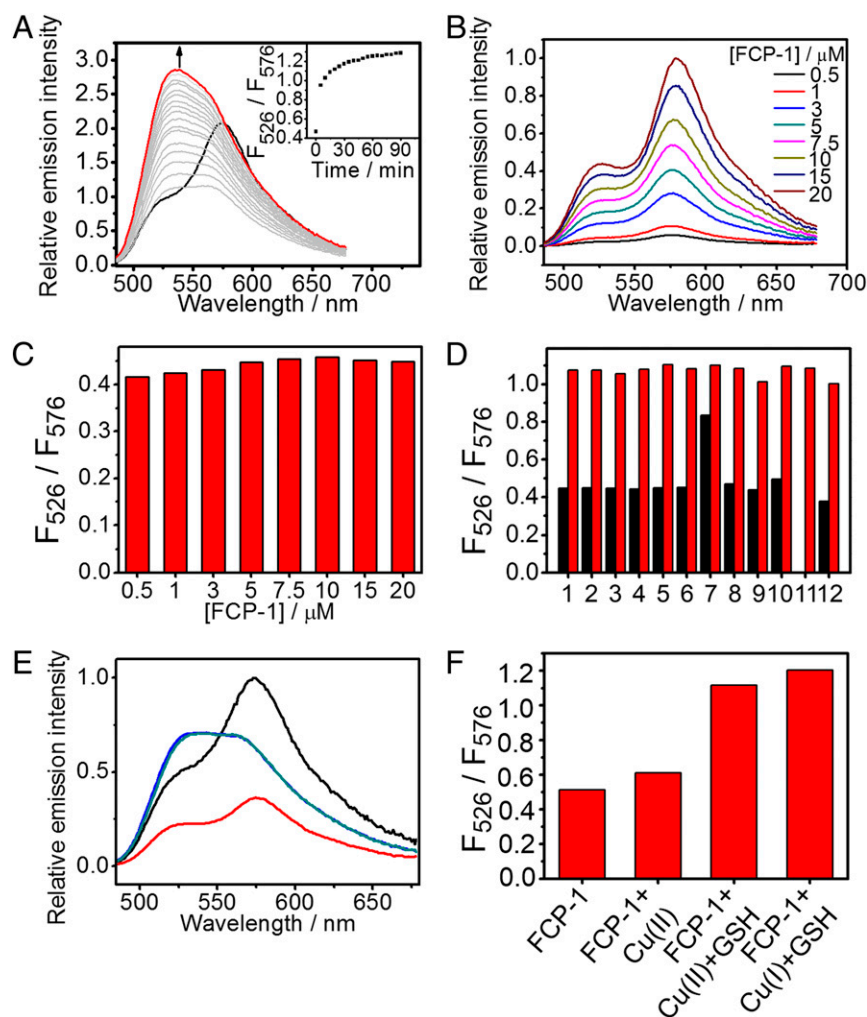 A
Relative emission intensity
3.0
2.5
2.0
1.5
1.0
0.5
0.0
500 550 600 650 700
Wavelength / nm
F526 / F576
1.2
1.0
0.8
0.6
0.4
0 30 60 90
Time / min
B
Relative emission intensity
1.0
0.8
0.6
0.4
0.2
0.0
500 550 600 650 700
Wavelength / nm
[FCP-1] / μM
0.5
1
3
5
7.5
10
15
20
C
F526 / F576
0.4
0.3
0.2
0.1
0.0
0.5 1 3 5 7.5 10 15 20
[FCP-1] / μM
D
F526 / F576
1.0
0.8
0.6
0.4
0.2
0.0
1 2 3 4 5 6 7 8 9 10 11 12
E
Relative emission intensity
1.0
0.5
0.0
500 550 600 650
Wavelength / nm
F
F526 / F576
1.2
1.0
0.8
0.6
0.4
0.2
0.0
FCP-1
FCP-1+
Cu(II)
FCP-1+
Cu(II)+GSH
FCP-1+
Cu(I)+GSH